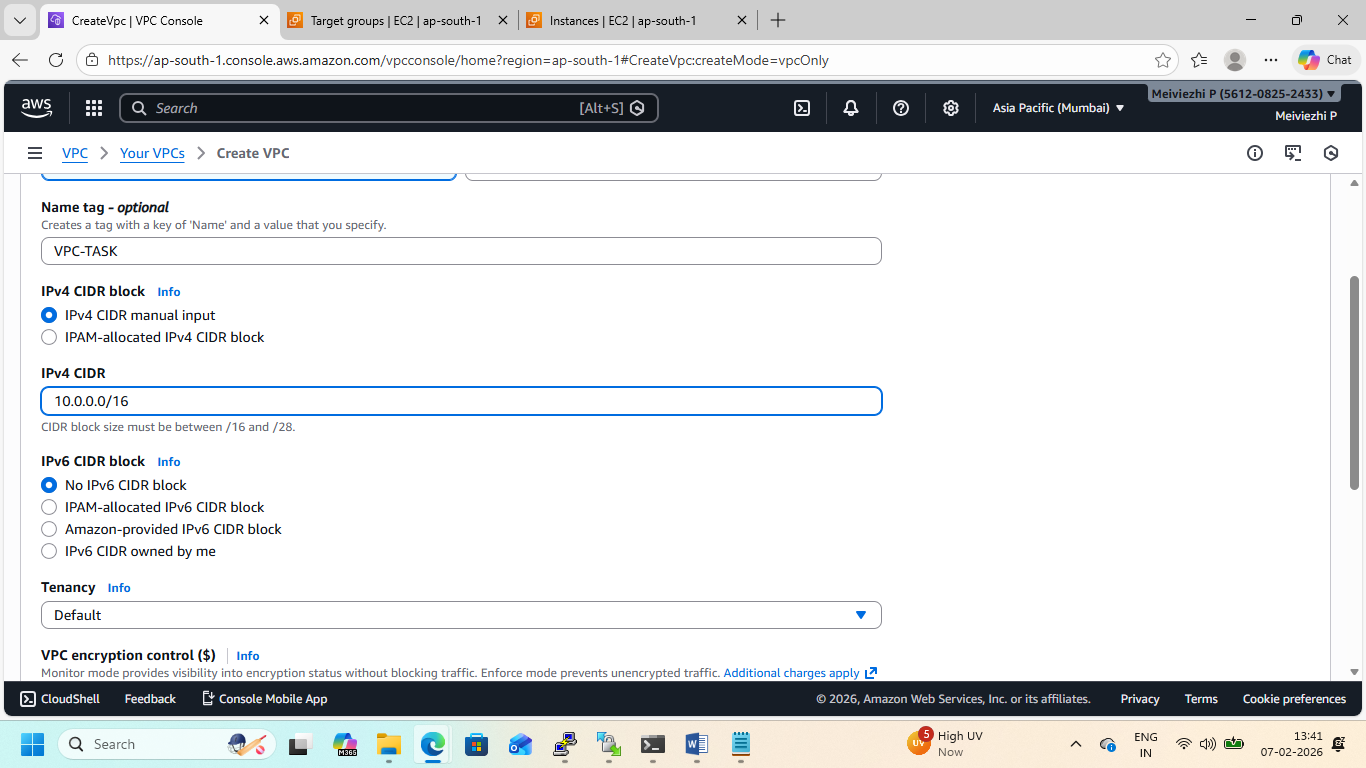 CreateVpc | VPC Console
Target groups | EC2 | ap-south-1
Instances | EC2 | ap-south-1
https://ap-south-1.console.aws.amazon.com/vpcconsole/home?region=ap-south-1#CreateVpc:createMode=vpcOnly
Chat
aws
Search
[Alt+S]
Asia Pacific (Mumbai)
Meiviezhi P (5612-0825-2433)
Meiviezhi P
VPC
Your VPCs
Create VPC
Name tag - optional
Creates a tag with a key of 'Name' and a value that you specify.
VPC-TASK
IPv4 CIDR block Info
IPv4 CIDR manual input
IPAM-allocated IPv4 CIDR block
IPv4 CIDR
10.0.0.0/16
CIDR block size must be between /16 and /28.
IPv6 CIDR block Info
No IPv6 CIDR block
IPAM-allocated IPv6 CIDR block
Amazon-provided IPv6 CIDR block
IPv6 CIDR owned by me
Tenancy Info
Default
VPC encryption control ($) Info
Monitor mode provides visibility into encryption status without blocking traffic. Enforce mode prevents unencrypted traffic. Additional charges apply
CloudShell
Feedback
Console Mobile App
© 2026, Amazon Web Services, Inc. or its affiliates.
Privacy
Terms
Cookie preferences
Search
M365
UV
5
High UV
Now
ENG
IN
13:41
07-02-2026